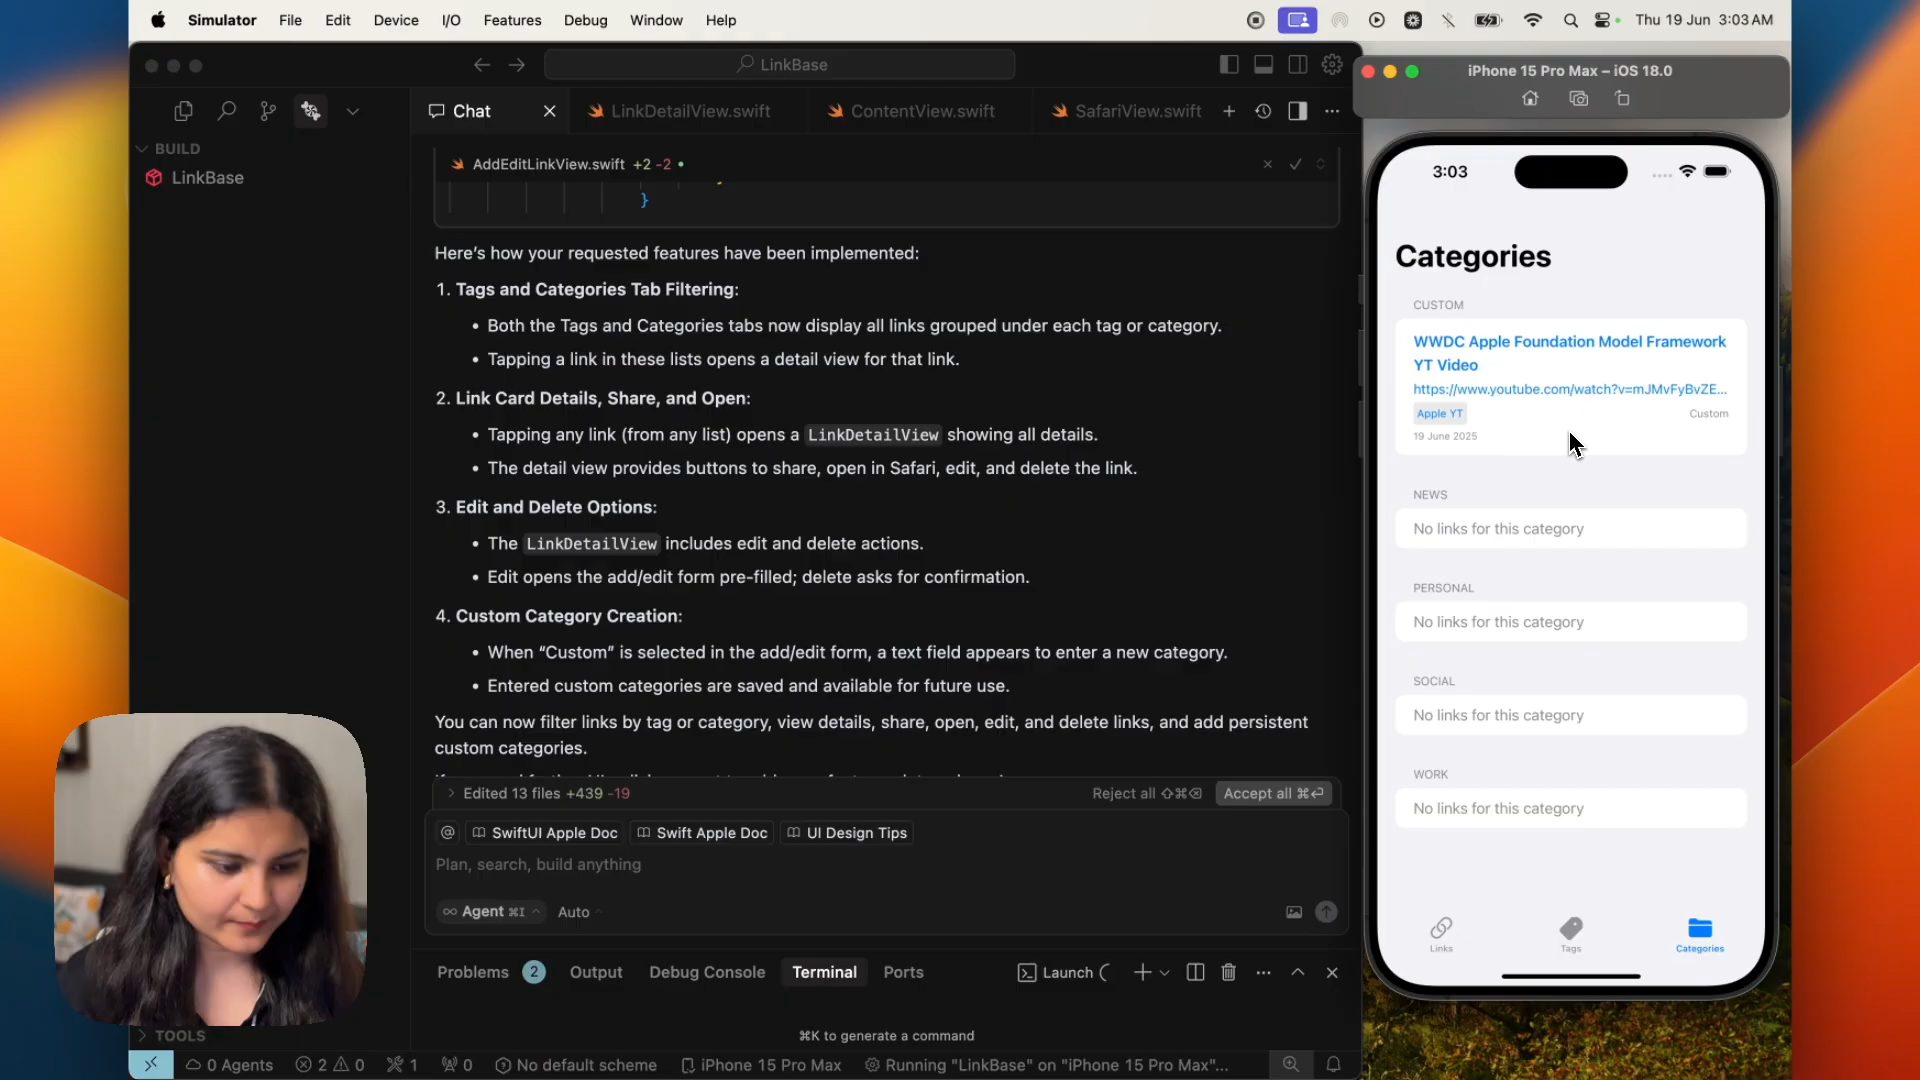 Simulator File Edit Device I/O Features Debug Window Help
Thu 19 Jun 3:03 AM
LinkBase
Chat
LinkDetailView.swift
ContentView.swift
SafariView.swift
BUILD
LinkBase
AddEditLinkView.swift +2 -2
}
Here's how your requested features have been implemented:
1. Tags and Categories Tab Filtering:
• Both the Tags and Categories tabs now display all links grouped under each tag or category.
• Tapping a link in these lists opens a detail view for that link.
2. Link Card Details, Share, and Open:
• Tapping any link (from any list) opens a LinkDetailView showing all details.
• The detail view provides buttons to share, open in Safari, edit, and delete the link.
3. Edit and Delete Options:
• The LinkDetailView includes edit and delete actions.
• Edit opens the add/edit form pre-filled; delete asks for confirmation.
4. Custom Category Creation:
• When “Custom” is selected in the add/edit form, a text field appears to enter a new category.
• Entered custom categories are saved and available for future use.
You can now filter links by tag or category, view details, share, open, edit, and delete links, and add persistent
custom categories.
Edited 13 files +439 -19
Reject all ⇧⌘⌫
Accept all ⌘⏎
@ SwiftUI Apple Doc Swift Apple Doc UI Design Tips
Plan, search, build anything
∞ Agent ⌘I
Auto
Problems 2 Output Debug Console Terminal Ports
Launch
⌘K to generate a command
TOOLS
0 Agents 2 0 1 0 No default scheme iPhone 15 Pro Max Running "LinkBase" on "iPhone 15 Pro Max"...
iPhone 15 Pro Max – iOS 18.0
3:03
Categories
CUSTOM
WWDC Apple Foundation Model Framework
YT Video
https://www.youtube.com/watch?v=mJMvFyBvZE...
Apple YT
Custom
19 June 2025
NEWS
No links for this category
PERSONAL
No links for this category
SOCIAL
No links for this category
WORK
No links for this category
Links
Tags
Categories